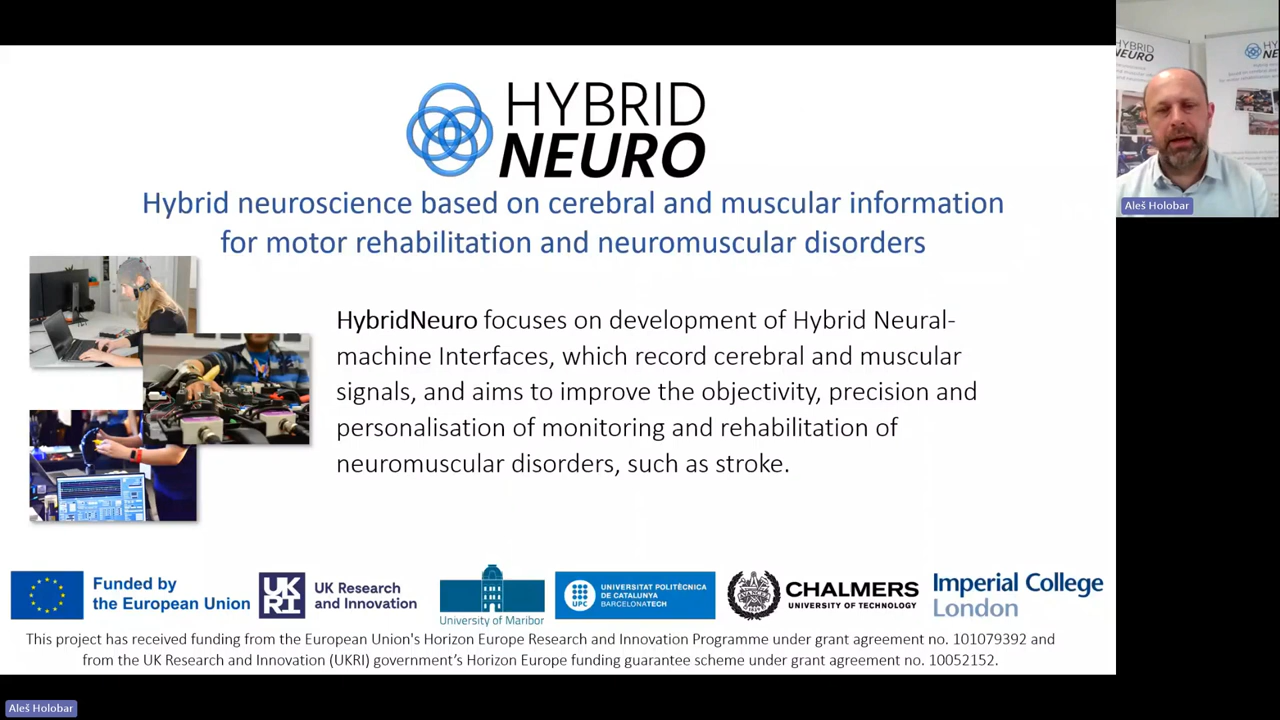 HYBRID
NEURO
Hybrid neuroscience based on cerebral and muscular information
for motor rehabilitation and neuromuscular disorders
HybridNeuro focuses on development of Hybrid Neural-
machine Interfaces, which record cerebral and muscular
signals, and aims to improve the objectivity, precision and
personalisation of monitoring and rehabilitation of
neuromuscular disorders, such as stroke.
Funded by
the European Union
UK
RI
UK Research
and Innovation
University of Maribor
UPC
UNIVERSITAT POLITÈCNICA
DE CATALUNYA
BARCELONATECH
CHALMERS
UNIVERSITY OF TECHNOLOGY
Imperial College
London
This project has received funding from the European Union's Horizon Europe Research and Innovation Programme under grant agreement no. 101079392 and
from the UK Research and Innovation (UKRI) government's Horizon Europe funding guarantee scheme under grant agreement no. 10052152.
HYBRID
NEURO
Aleš Holobar
Aleš Holobar